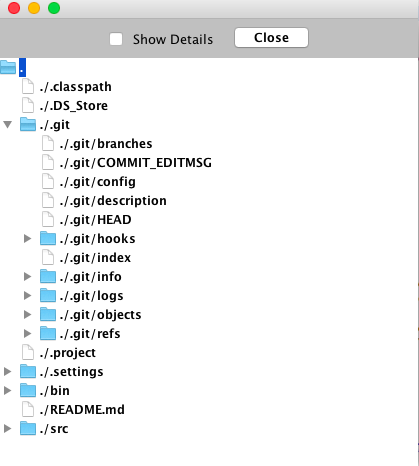 Show Details Close
.
./.classpath
./.DS_Store
./.git
./.git/branches
./.git/COMMIT_EDITMSG
./.git/config
./.git/description
./.git/HEAD
./.git/hooks
./.git/index
./.git/info
./.git/logs
./.git/objects
./.git/refs
./.project
./.settings
./bin
./README.md
./src